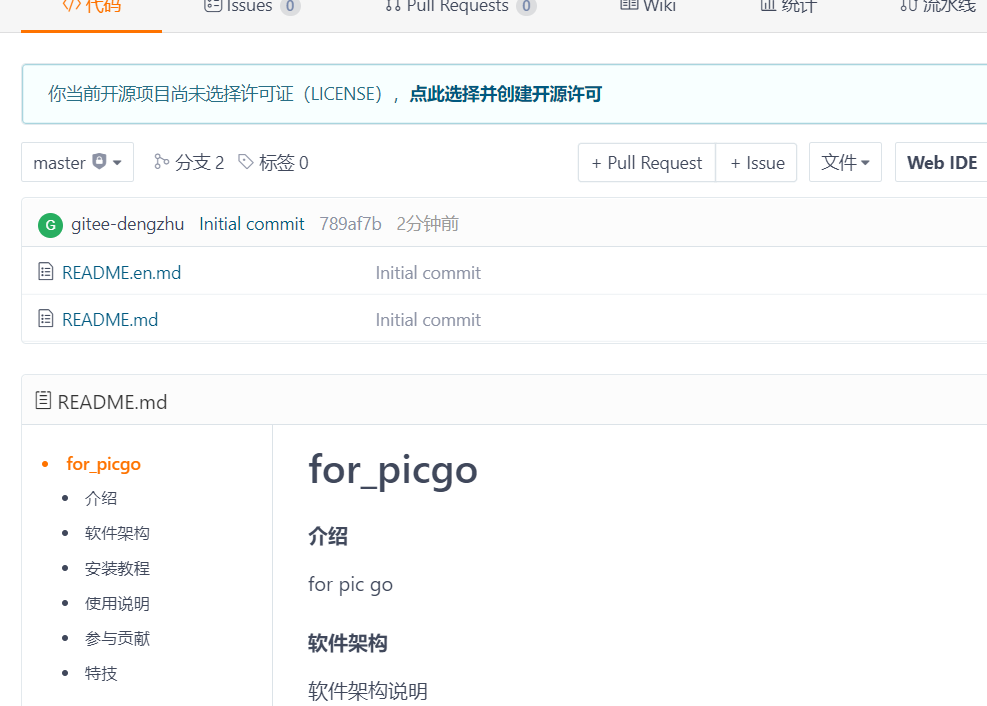 代码 Issues 0 Pull Requests 0 Wiki 统计 流水线
你当前开源项目尚未选择许可证（LICENSE），点此选择并创建开源许可
master 分支 2 标签 0 + Pull Request + Issue 文件 Web IDE
G gitee-dengzhu Initial commit 789af7b 2分钟前
README.en.md Initial commit
README.md Initial commit
README.md
for_picgo
介绍
软件架构
安装教程
使用说明
参与贡献
特技
for_picgo
介绍
for pic go
软件架构
软件架构说明